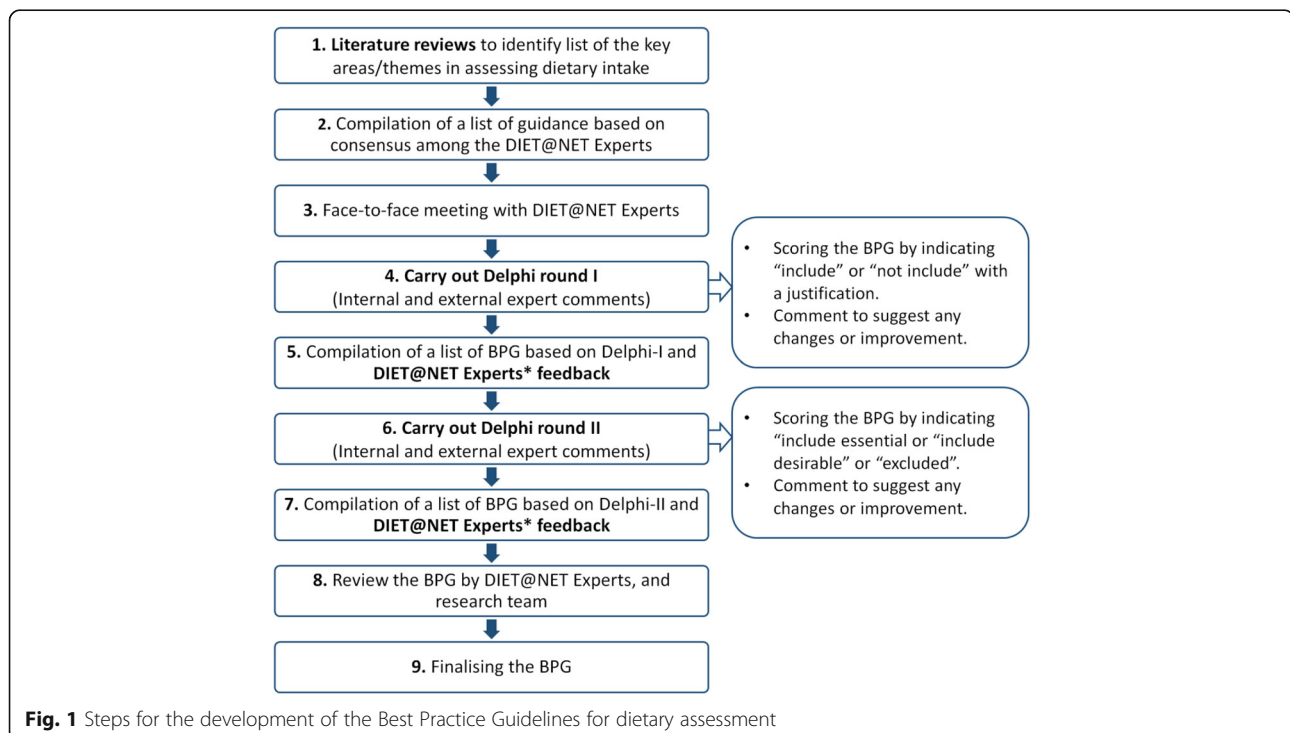 1. Literature reviews to identify list of the key
areas/themes in assessing dietary intake
2. Compilation of a list of guidance based on
consensus among the DIET@NET Experts
3. Face-to-face meeting with DIET@NET Experts
4. Carry out Delphi round I
(Internal and external expert comments)
• Scoring the BPG by indicating
“include” or “not include” with
a justification.
• Comment to suggest any
changes or improvement.
5. Compilation of a list of BPG based on Delphi-I and
DIET@NET Experts* feedback
6. Carry out Delphi round II
(Internal and external expert comments)
• Scoring the BPG by indicating
“include essential or “include
desirable” or “excluded”.
• Comment to suggest any
changes or improvement.
7. Compilation of a list of BPG based on Delphi-II and
DIET@NET Experts* feedback
8. Review the BPG by DIET@NET Experts, and
research team
9. Finalising the BPG
Fig. 1 Steps for the development of the Best Practice Guidelines for dietary assessment